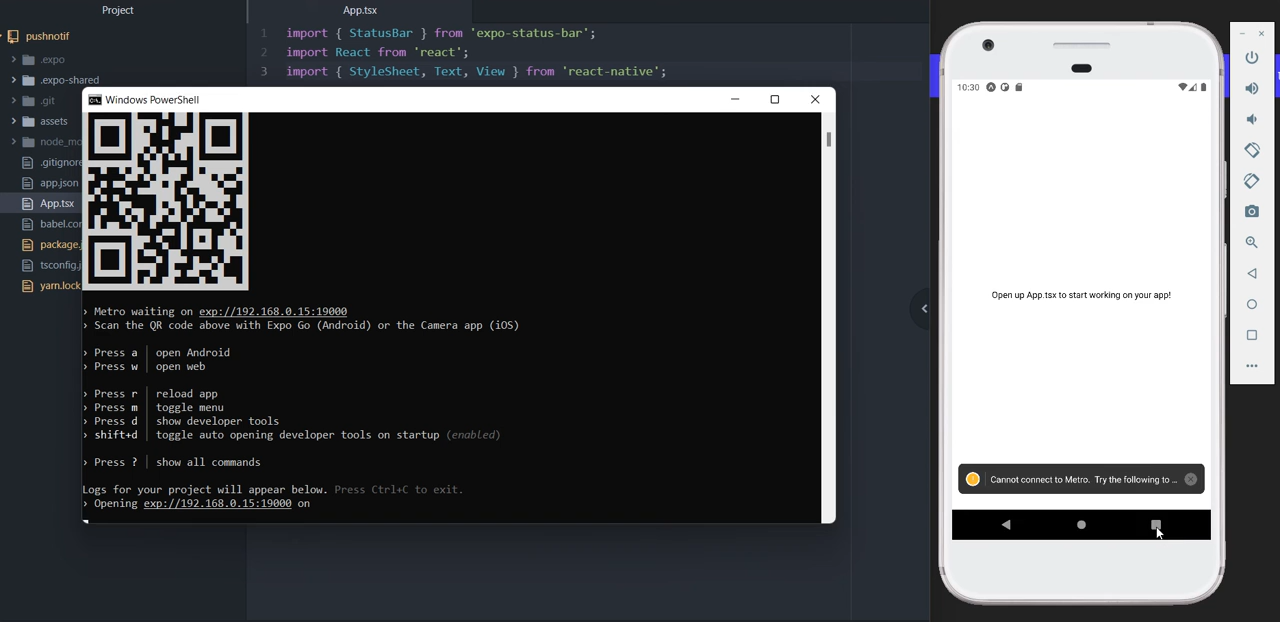 Project
pushnotif
.expo
.expo-shared
.git
assets
node_mo
.gitignore
app.json
App.tsx
babel.con
package.
tsconfig.j
yarn.lock
App.tsx
1 import { StatusBar } from 'expo-status-bar';
2 import React from 'react';
3 import { StyleSheet, Text, View } from 'react-native';
Windows PowerShell
› Metro waiting on exp://192.168.0.15:19000
› Scan the QR code above with Expo Go (Android) or the Camera app (iOS)
› Press a │ open Android
› Press w │ open web
› Press r │ reload app
› Press m │ toggle menu
› Press d │ show developer tools
› shift+d │ toggle auto opening developer tools on startup (enabled)
› Press ? │ show all commands
Logs for your project will appear below. Press Ctrl+C to exit.
› Opening exp://192.168.0.15:19000 on
10:30
Open up App.tsx to start working on your app!
Cannot connect to Metro. Try the following to ...